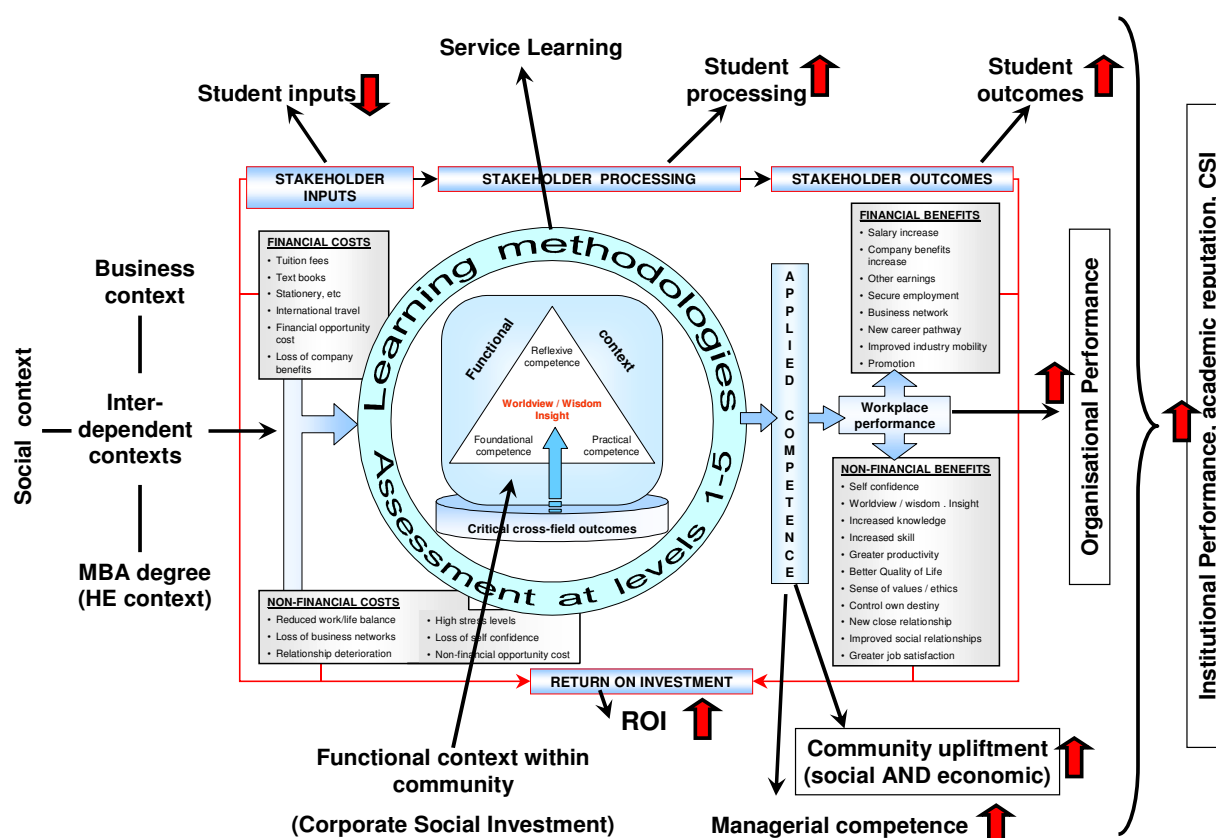 Service Learning
Student inputs
Student
processing
Student
outcomes
STAKEHOLDER
INPUTS
STAKEHOLDER PROCESSING
STAKEHOLDER OUTCOMES
Social context
Business
context
Inter-
dependent
contexts
MBA degree
(HE context)
FINANCIAL COSTS
• Tuition fees
• Text books
• Stationery, etc
• International travel
• Financial opportunity
cost
• Loss of company
benefits
NON-FINANCIAL COSTS
• Reduced work/life balance
• Loss of business networks
• Relationship deterioration
• High stress levels
• Loss of self confidence
• Non-financial opportunity cost
Learning methodologies
Assessment at levels 1-5
Functional
context
Reflexive
competence
Worldview / Wisdom
Insight
Foundational
competence
Practical
competence
Critical cross-field outcomes
APPLIED COMPETENCE
FINANCIAL BENEFITS
• Salary increase
• Company benefits
increase
• Other earnings
• Secure employment
• Business network
• New career pathway
• Improved industry mobility
• Promotion
Workplace
performance
NON-FINANCIAL BENEFITS
• Self confidence
• Worldview / wisdom . Insight
• Increased knowledge
• Increased skill
• Greater productivity
• Better Quality of Life
• Sense of values / ethics
• Control own destiny
• New close relationship
• Improved social relationships
• Greater job satisfaction
Organisational Performance
Institutional Performance, academic reputation, CSI
RETURN ON INVESTMENT
ROI
Functional context within
community
(Corporate Social Investment)
Community upliftment
(social AND economic)
Managerial competence